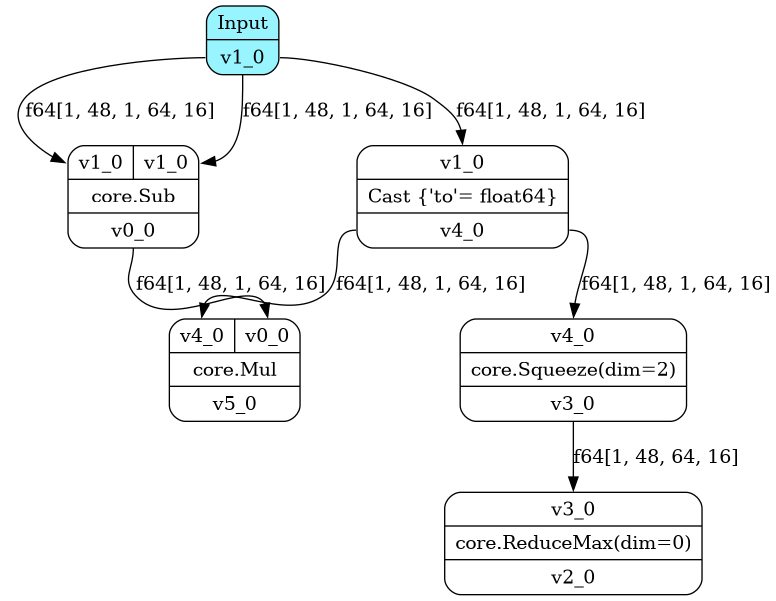 Input
v1_0
f64[1, 48, 1, 64, 16]
f64[1, 48, 1, 64, 16]
f64[1, 48, 1, 64, 16]
v1_0
v1_0
core.Sub
v0_0
v1_0
Cast {'to'= float64}
v4_0
f64[1, 48, 1, 64, 16]
f64[1, 48, 1, 64, 16]
f64[1, 48, 1, 64, 16]
v4_0
v0_0
core.Mul
v5_0
v4_0
core.Squeeze(dim=2)
v3_0
f64[1, 48, 64, 16]
v3_0
core.ReduceMax(dim=0)
v2_0